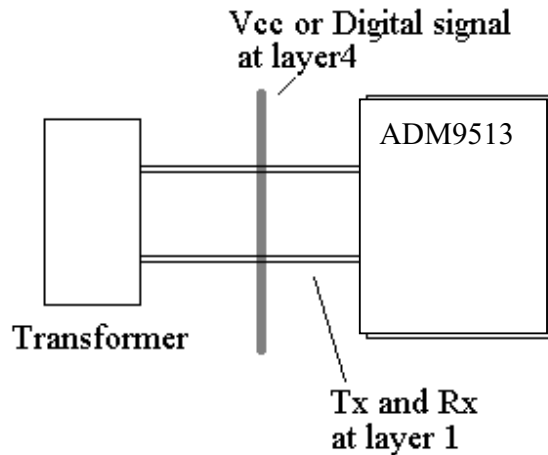 Vcc or Digital signal
at layer4
ADM9513
Transformer
Tx and Rx
at layer 1